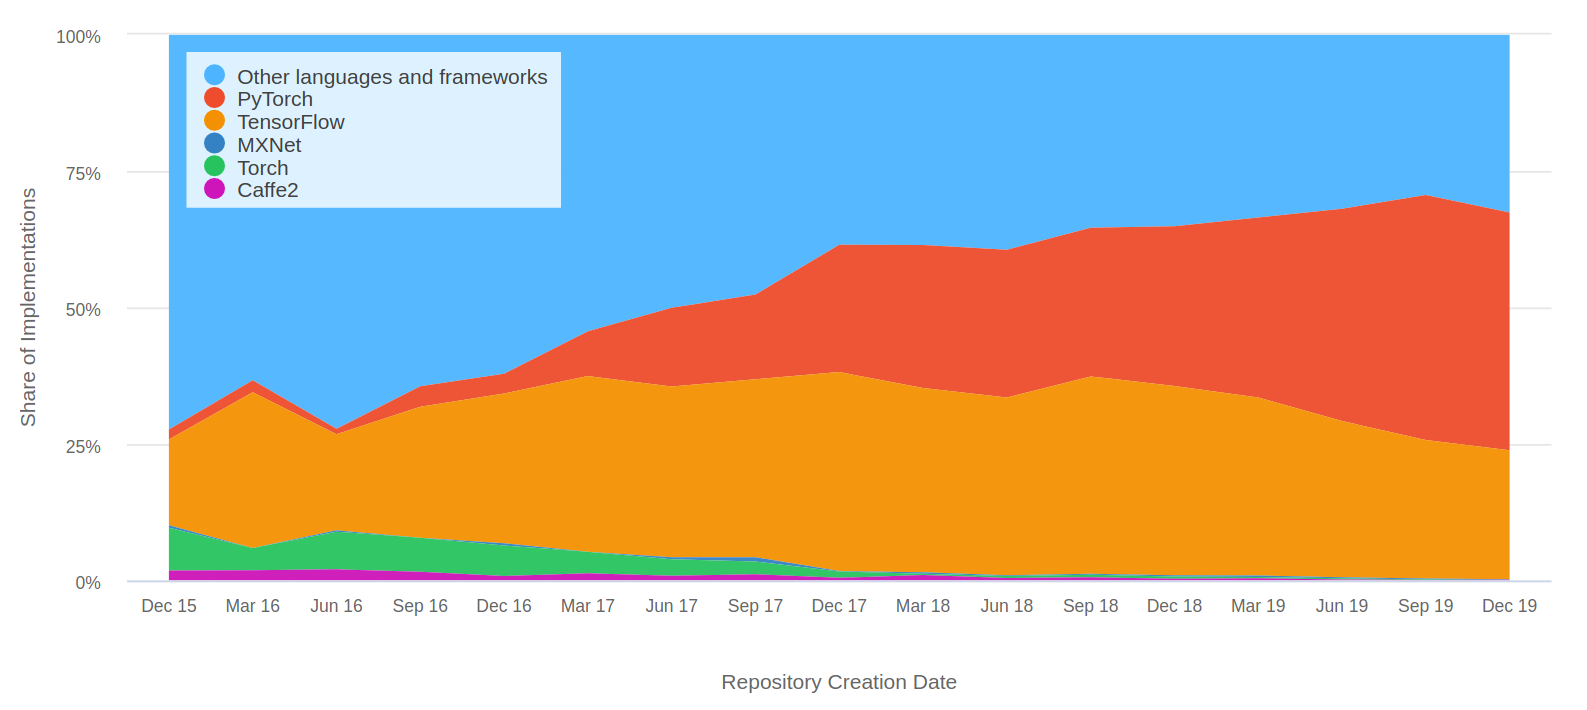 100%
75%
50%
25%
0%
Share of Implementations
Other languages and frameworks
PyTorch
TensorFlow
MXNet
Torch
Caffe2
Dec 15 Mar 16 Jun 16 Sep 16 Dec 16 Mar 17 Jun 17 Sep 17 Dec 17 Mar 18 Jun 18 Sep 18 Dec 18 Mar 19 Jun 19 Sep 19 Dec 19
Repository Creation Date